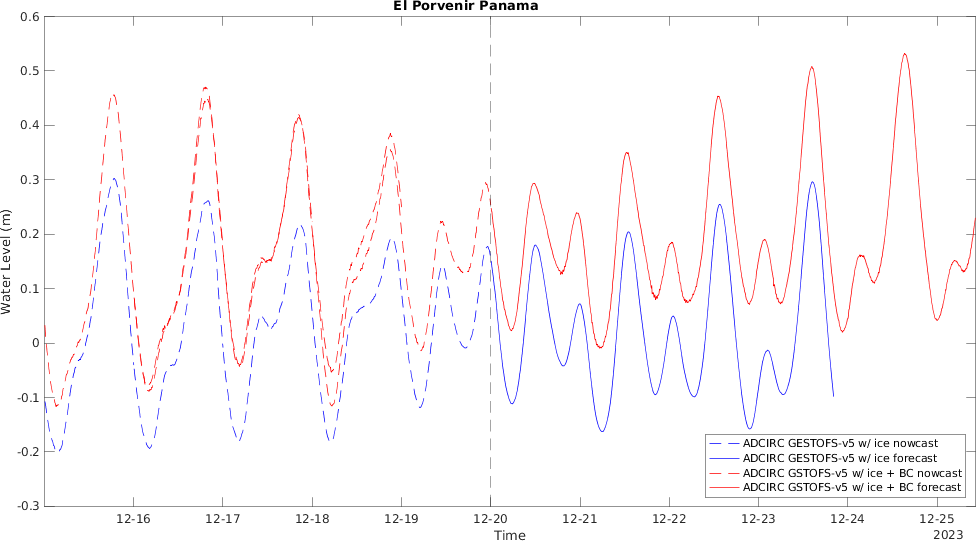 El Porvenir Panama
0.6
0.5
0.4
0.3
0.2
0.1
0
-0.1
-0.2
-0.3
Water Level (m)
ADCIRC GESTOFS-v5 w/ ice nowcast
ADCIRC GESTOFS-v5 w/ ice forecast
ADCIRC GSTOFS-v5 w/ ice + BC nowcast
ADCIRC GSTOFS-v5 w/ ice + BC forecast
12-16 12-17 12-18 12-19 12-20 12-21 12-22 12-23 12-24 12-25
Time
2023